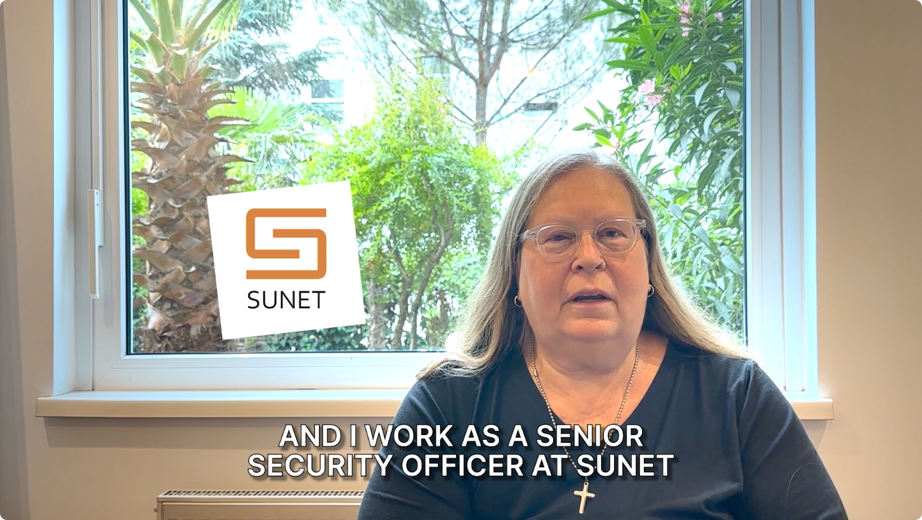 SUNET
AND I WORK AS A SENIOR
SECURITY OFFICER AT SUNET